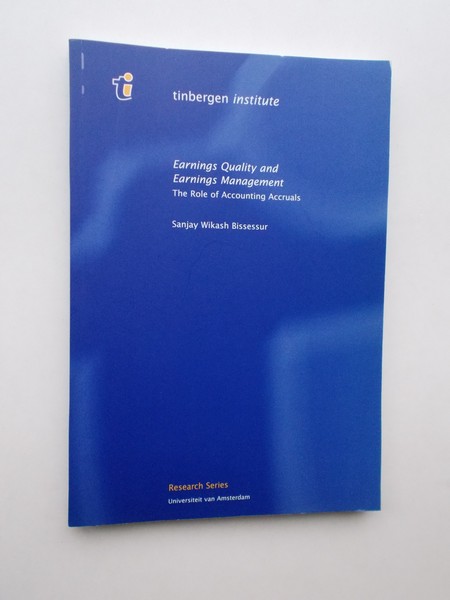 ti
tinbergen institute
Earnings Quality and
Earnings Management
The Role of Accounting Accruals
Sanjay Wikash Bissessur
Research Series
Universiteit van Amsterdam